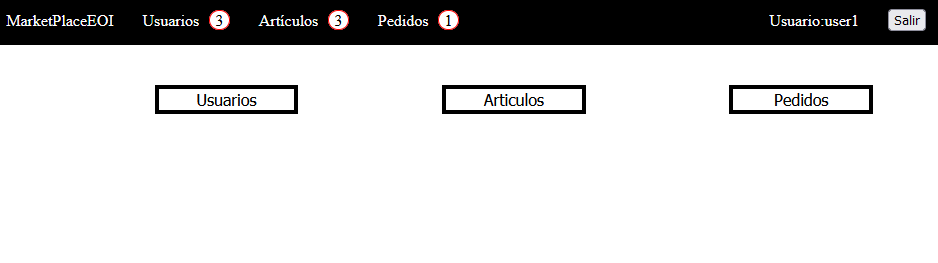 MarketPlaceEOI Usuarios 3 Artículos 3 Pedidos 1 Usuario:user1 Salir
Usuarios Articulos Pedidos